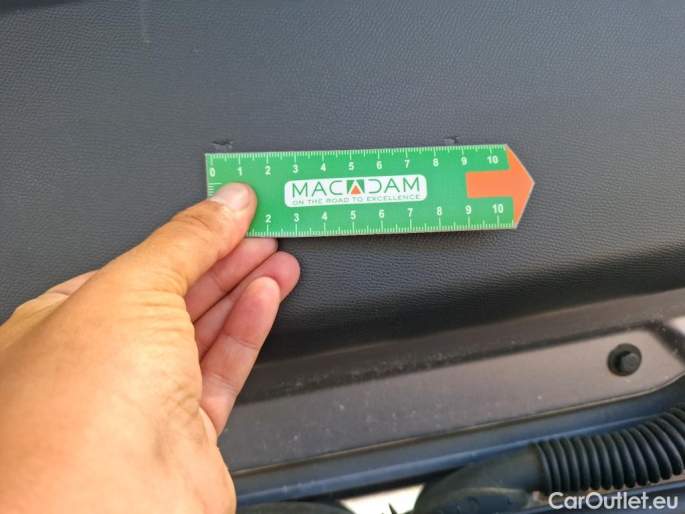 0 1 2 3 4 5 6 7 8 9 10
MACADAM
ON THE ROAD TO EXCELLENCE
2 3 4 5 6 7 8 9 10
CarOutlet.eu